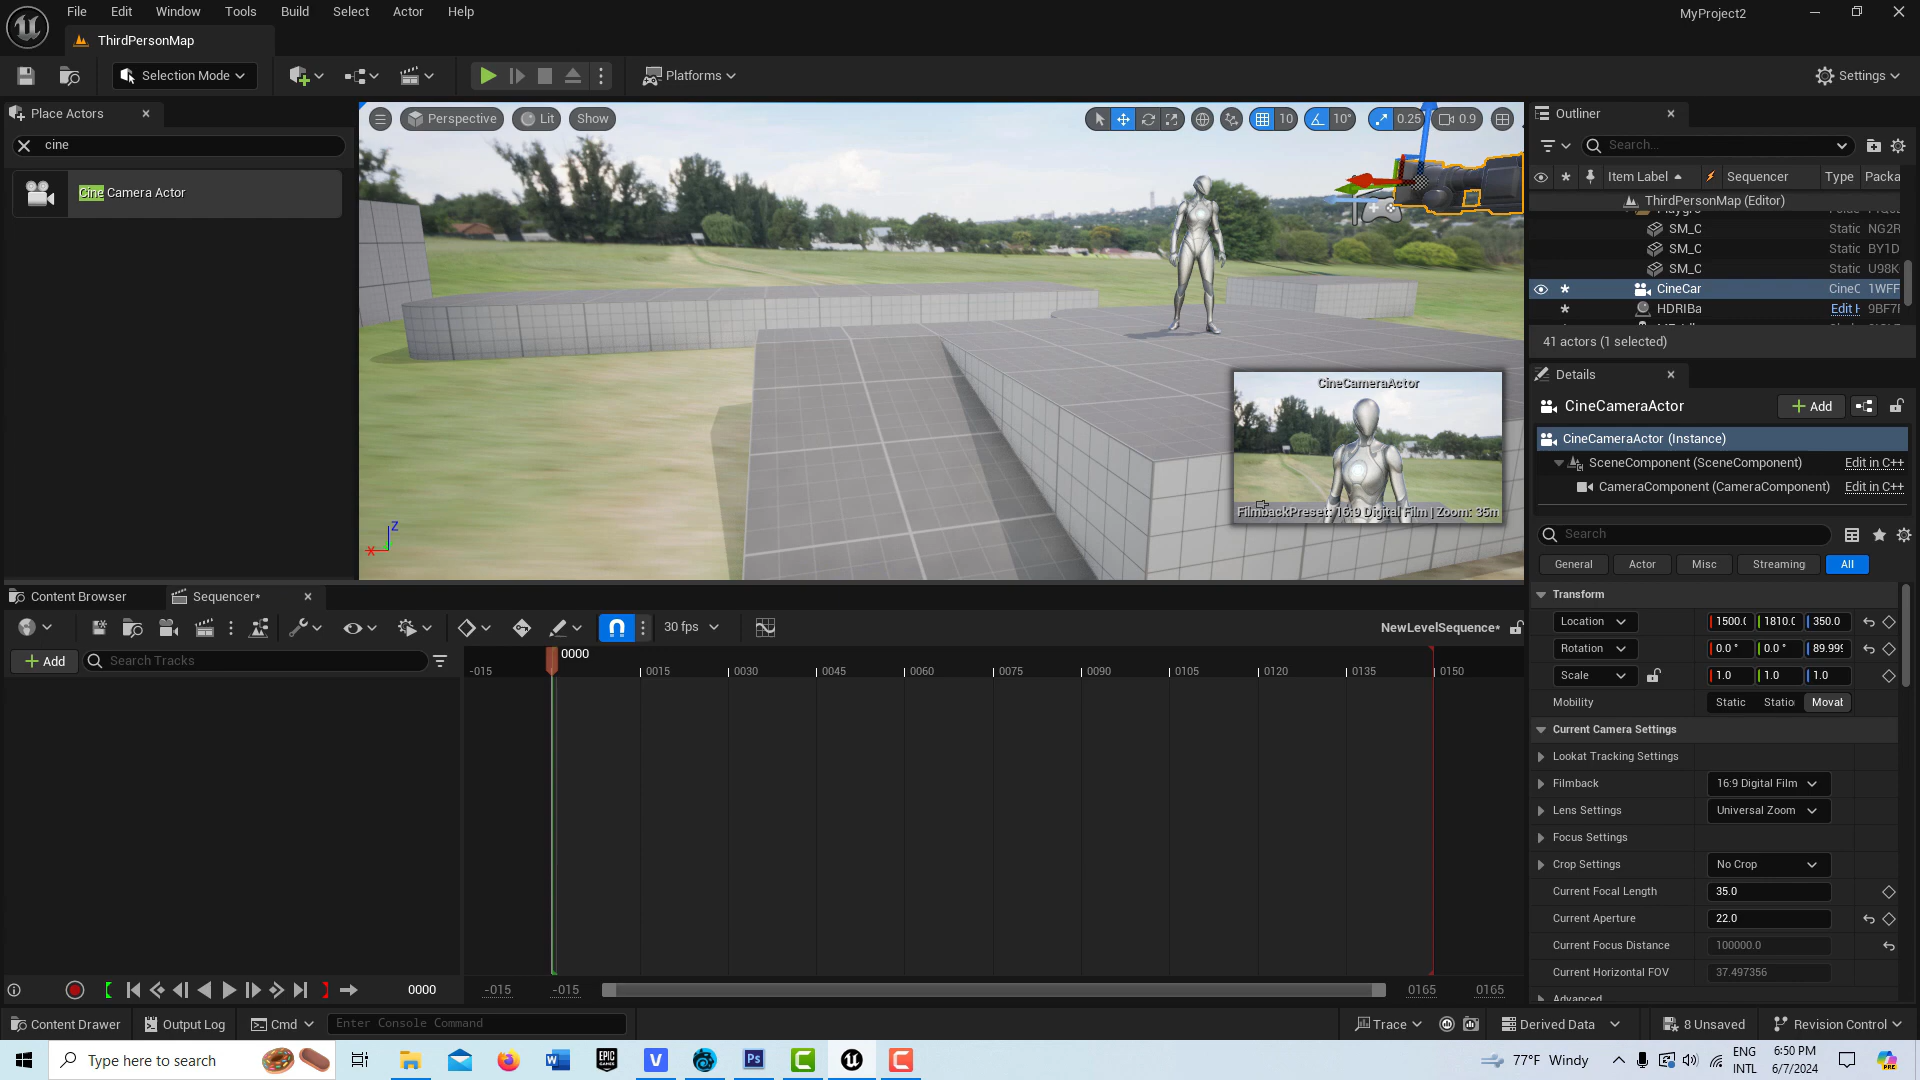 File Edit Window Tools Build Select Actor Help
MyProject2
ThirdPersonMap
Selection Mode
Platforms
Settings
Place Actors
cine
Cine Camera Actor
Perspective
Lit
Show
10
10°
0.25
0.9
CineCameraActor
FilmbackPreset: 16:9 Digital Film | Zoom: 35m
Z
X
Outliner
Search...
Item Label Sequencer Type Packa
ThirdPersonMap (Editor)
SM_C Static NG2R
SM_C Static BY1D
SM_C Static U98K
CineCar CineC 1WFF
HDRIBa Edit H 9BF7
41 actors (1 selected)
Details
CineCameraActor
Add
CineCameraActor (Instance)
SceneComponent (SceneComponent) Edit in C++
CameraComponent (CameraComponent) Edit in C++
Search
General Actor Misc Streaming All
Transform
Location 1500.0 1810.0 350.0
Rotation 0.0 ° 0.0 ° 89.999
Scale 1.0 1.0 1.0
Mobility Static Station Movab
Current Camera Settings
Lookat Tracking Settings
Filmback 16:9 Digital Film
Lens Settings Universal Zoom
Focus Settings
Crop Settings No Crop
Current Focal Length 35.0
Current Aperture 22.0
Current Focus Distance 100000.0
Current Horizontal FOV 37.497356
Advanced
Content Browser
Sequencer*
30 fps
NewLevelSequence*
Add
Search Tracks
0000
-015 0015 0030 0045 0060 0075 0090 0105 0120 0135 0150
0000 -015 -015 0165 0165
Content Drawer
Output Log
Cmd
Enter Console Command
Trace
Derived Data
8 Unsaved
Revision Control
Type here to search
77°F Windy
ENG
INTL
6:50 PM
6/7/2024